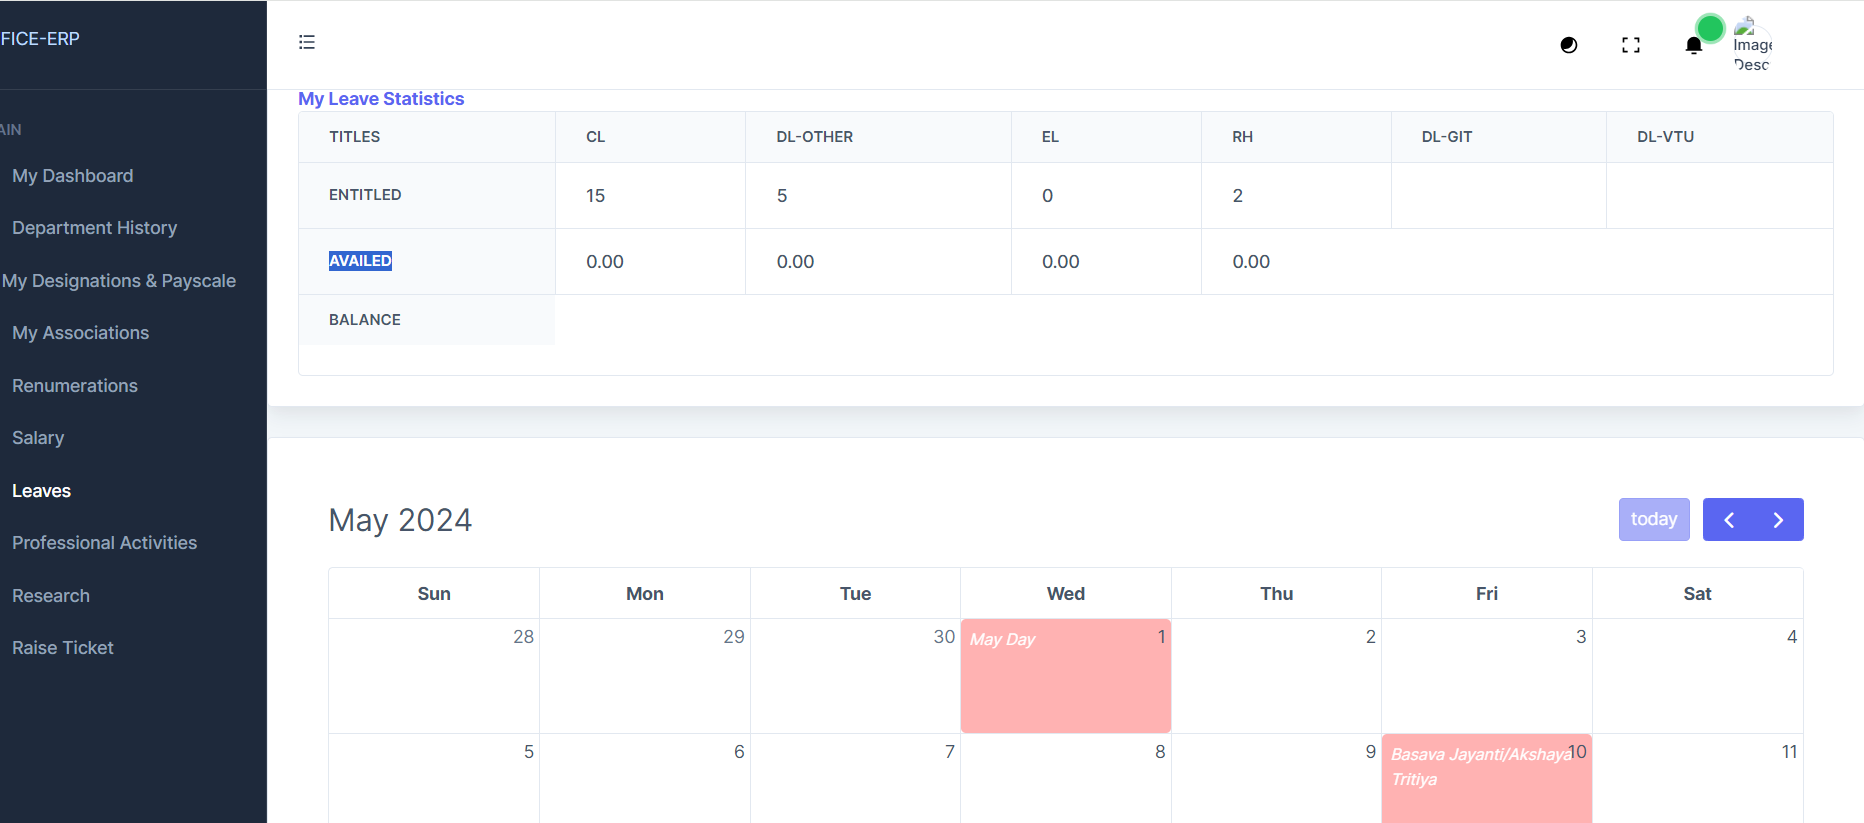 FICE-ERP
Image
Desc
AIN
My Dashboard
Department History
My Designations & Payscale
My Associations
Renumerations
Salary
Leaves
Professional Activities
Research
Raise Ticket
My Leave Statistics
TITLES CL DL-OTHER EL RH DL-GIT DL-VTU
ENTITLED 15 5 0 2
AVAILED 0.00 0.00 0.00 0.00
BALANCE
May 2024
today
Sun Mon Tue Wed Thu Fri Sat
28 29 30 May Day 1 2 3 4
5 6 7 8 9 Basava Jayanti/Akshaya 10 11
Tritiya